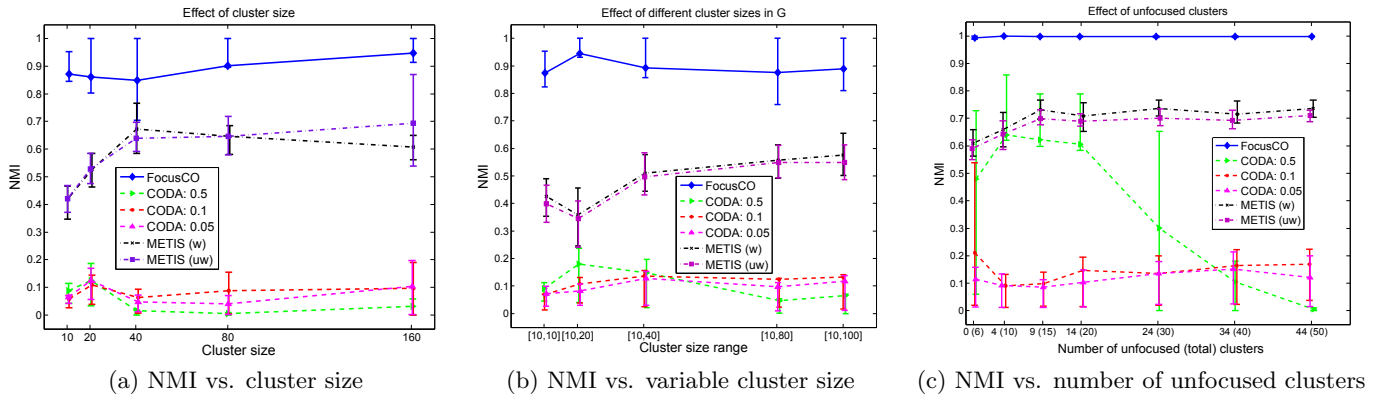 Effect of cluster size
1
0.9
0.8
0.7
0.6
0.5
0.4
0.3
0.2
0.1
0
NMI
FocusCO
CODA: 0.5
CODA: 0.1
CODA: 0.05
METIS (w)
METIS (uw)
10 20 40 80 160
Cluster size
(a) NMI vs. cluster size
Effect of different cluster sizes in G
1
0.9
0.8
0.7
0.6
0.5
0.4
0.3
0.2
0.1
0
NMI
FocusCO
CODA: 0.5
CODA: 0.1
CODA: 0.05
METIS (w)
METIS (uw)
[10,10] [10,20] [10,40] [10,80] [10,100]
Cluster size range
(b) NMI vs. variable cluster size
Effect of unfocused clusters
1
0.9
0.8
0.7
0.6
0.5
0.4
0.3
0.2
0.1
0
NMI
FocusCO
CODA: 0.5
CODA: 0.1
CODA: 0.05
METIS (w)
METIS (uw)
0 (6) 4 (10) 9 (15) 14 (20) 24 (30) 34 (40) 44 (50)
Number of unfocused (total) clusters
(c) NMI vs. number of unfocused clusters